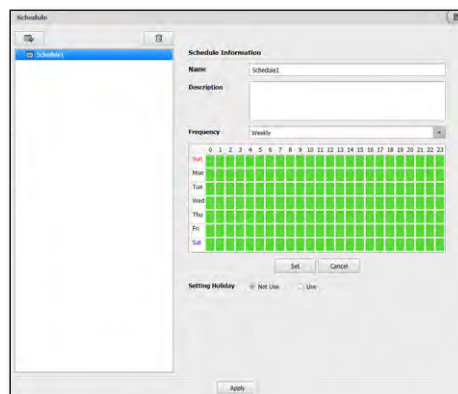 Schedule
Schedule1
Schedule Information
Name Schedule1
Description
Frequency Weekly
0 1 2 3 4 5 6 7 8 9 10 11 12 13 14 15 16 17 18 19 20 21 22 23
Sun
Mon
Tue
Wed
Thu
Fri
Sat
Set Cancel
Setting Holiday Not Use Use
Apply